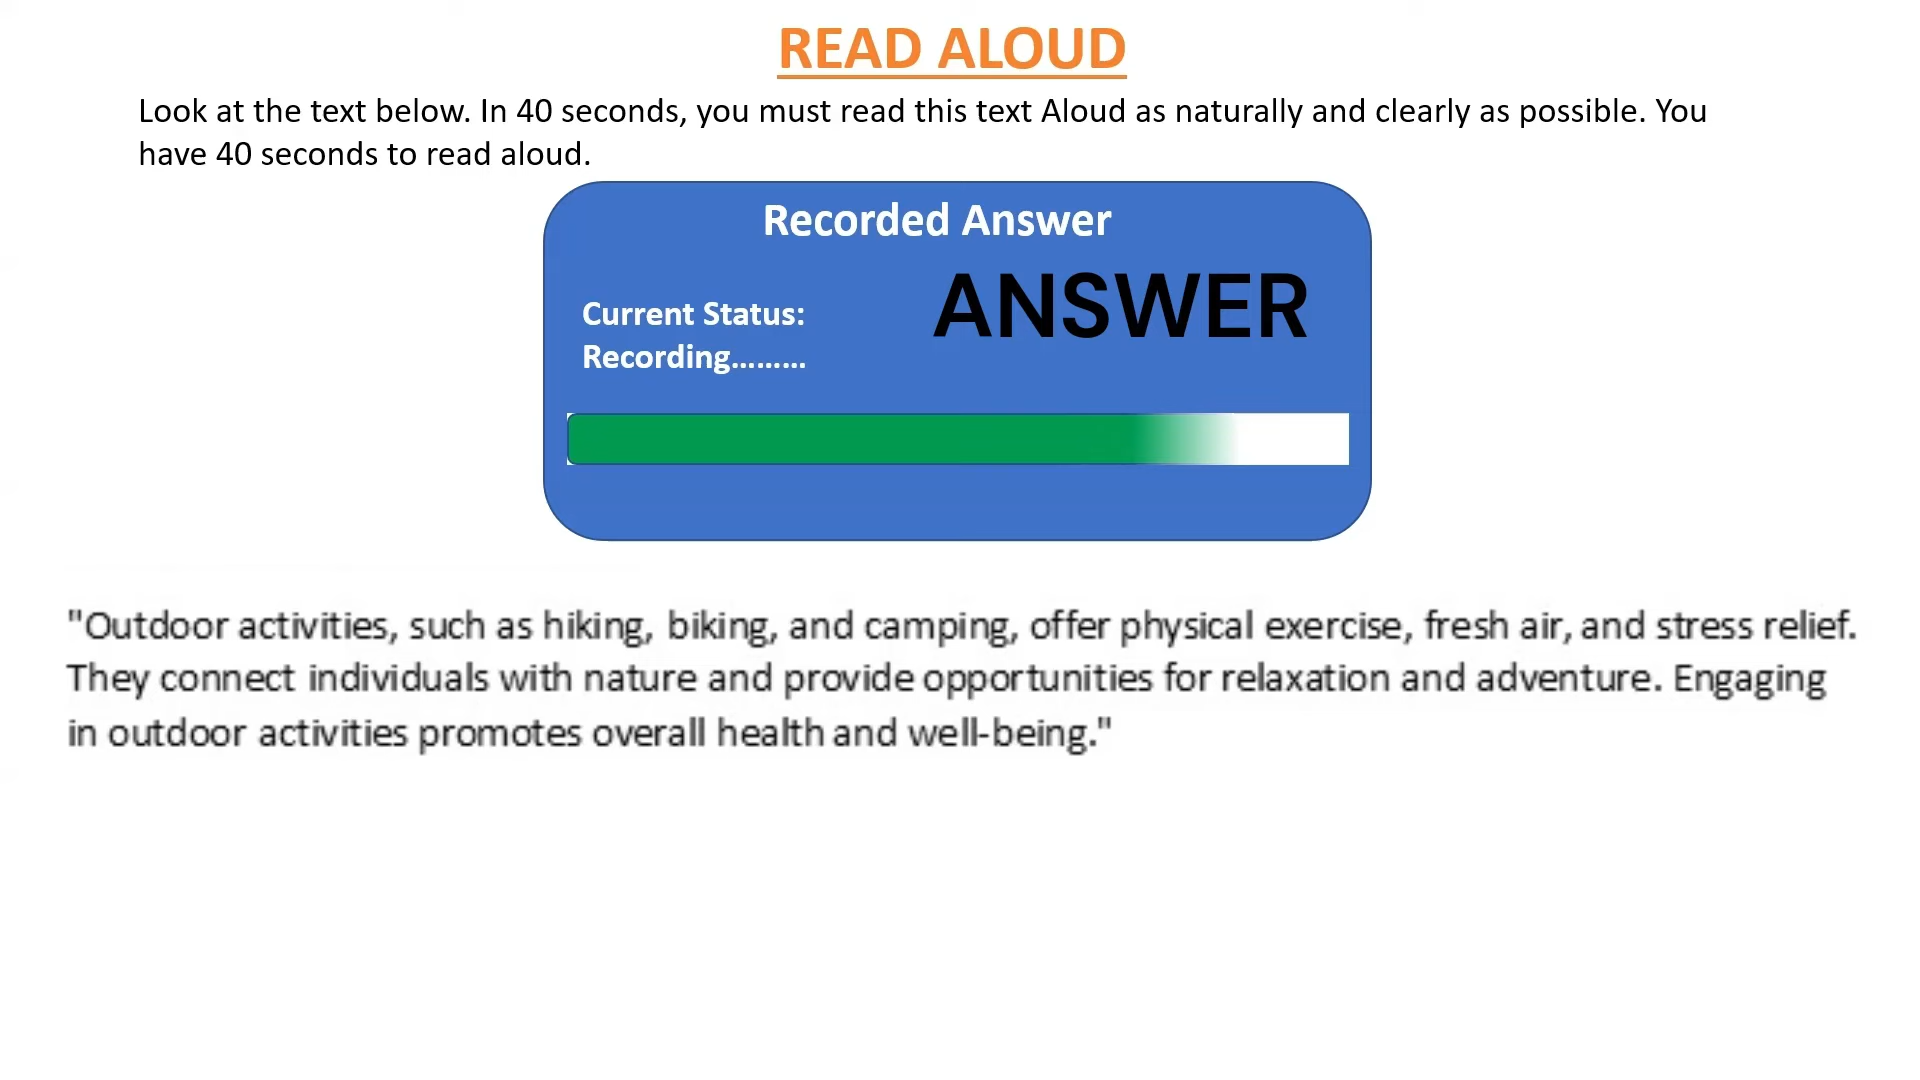 READ ALOUD
Look at the text below. In 40 seconds, you must read this text Aloud as naturally and clearly as possible. You
have 40 seconds to read aloud.
Recorded Answer
ANSWER
Current Status:
Recording.........
"Outdoor activities, such as hiking, biking, and camping, offer physical exercise, fresh air, and stress relief.
They connect individuals with nature and provide opportunities for relaxation and adventure. Engaging
in outdoor activities promotes overall health and well-being."